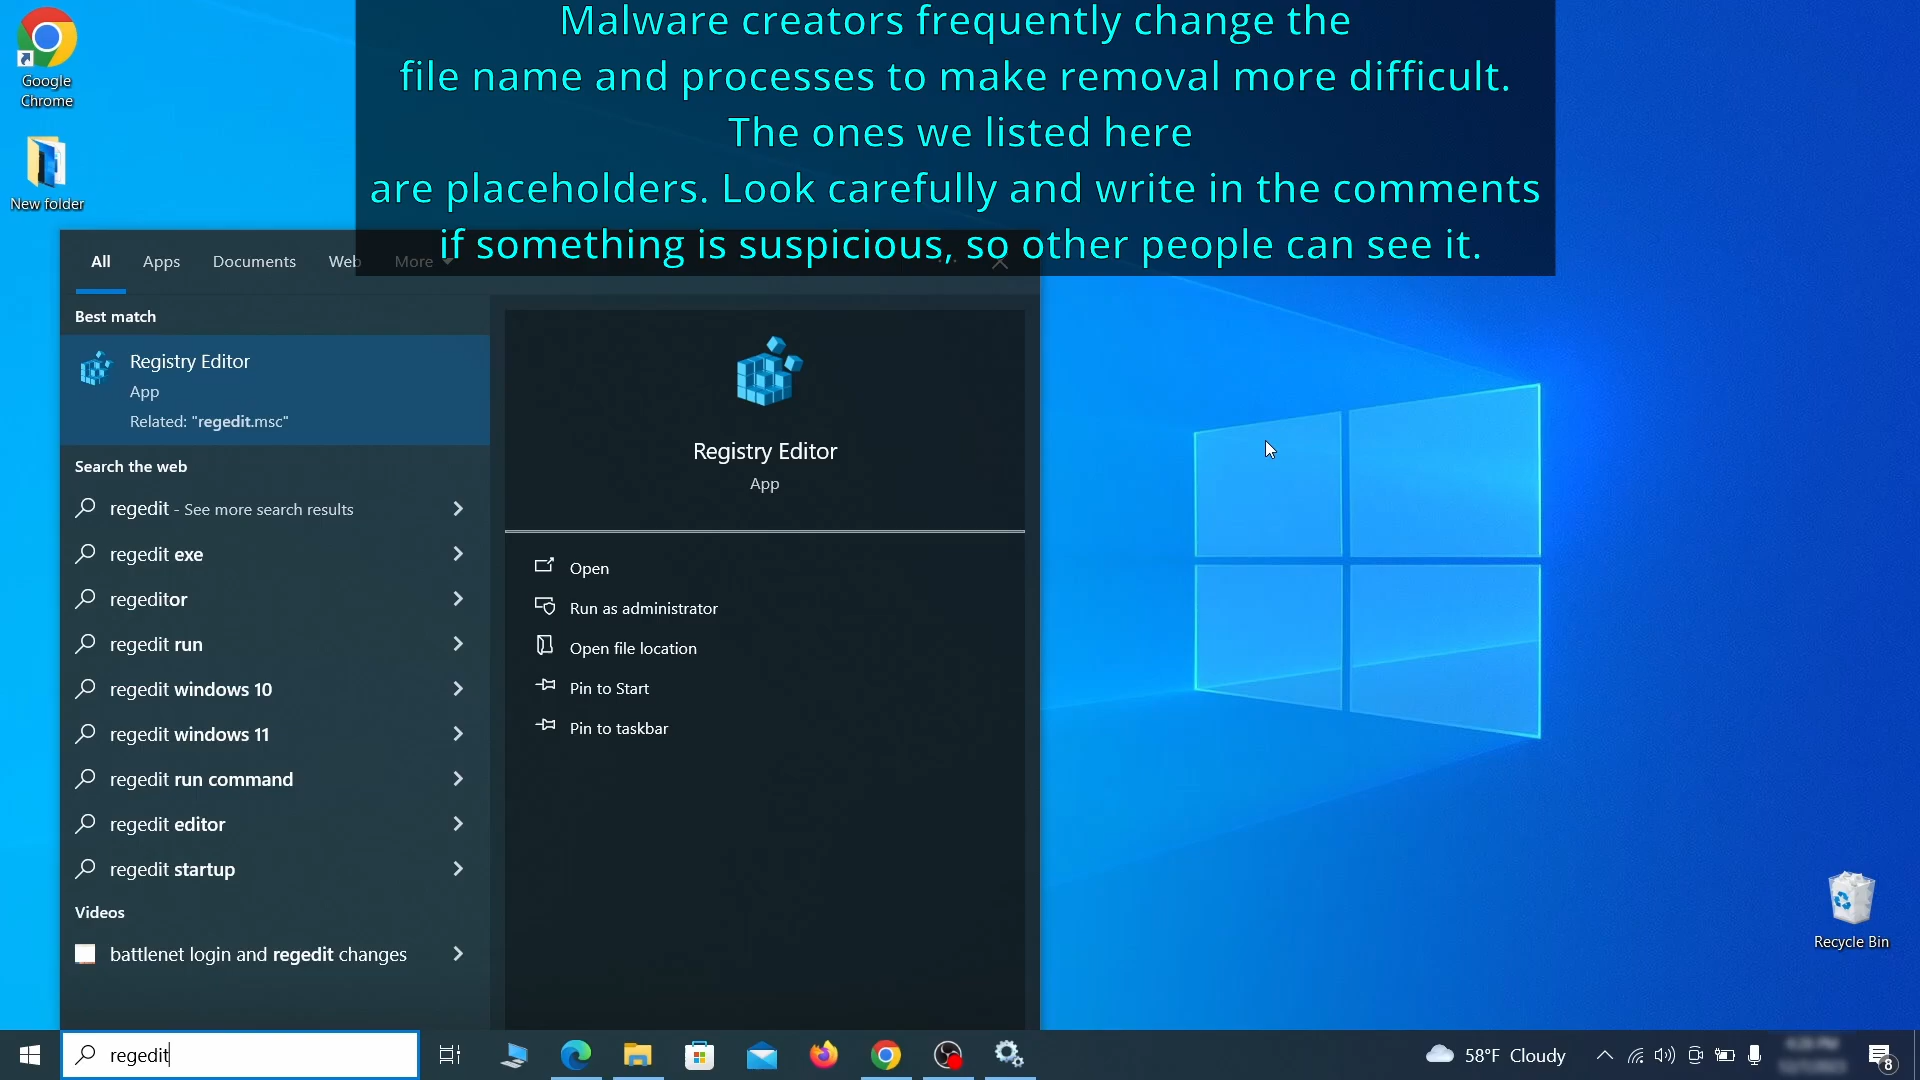 Malware creators frequently change the
file name and processes to make removal more difficult.
The ones we listed here
are placeholders. Look carefully and write in the comments
if something is suspicious, so other people can see it.
Google
Chrome
New folder
All Apps Documents Web More
Best match
Registry Editor
App
Related: "regedit.msc"
Search the web
regedit - See more search results
regedit exe
regeditor
regedit run
regedit windows 10
regedit windows 11
regedit run command
regedit editor
regedit startup
Videos
battlenet login and regedit changes
Registry Editor
App
Open
Run as administrator
Open file location
Pin to Start
Pin to taskbar
Recycle Bin
regedit
58°F Cloudy
8